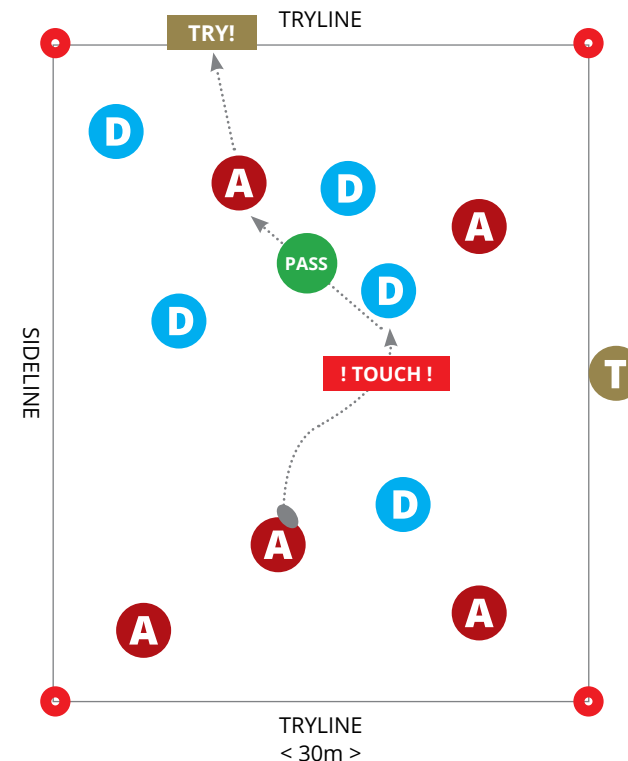 TRYLINE
TRY!
D
A
D
A
PASS
D
D
SIDELINE
! TOUCH !
T
D
A
A
A
TRYLINE
< 30m >